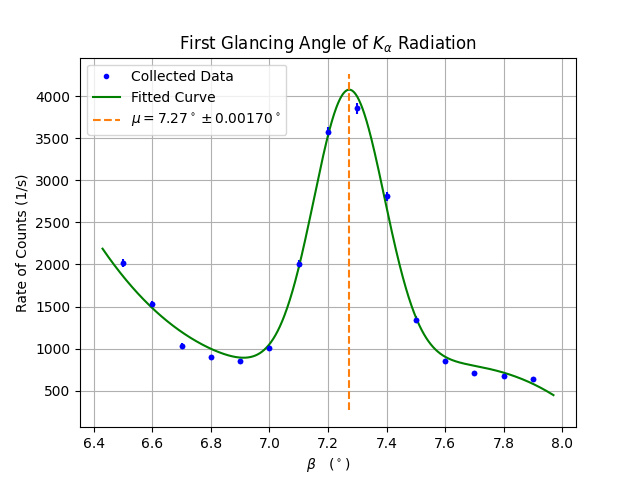 First Glancing Angle of Kα Radiation
Collected Data
Fitted Curve
μ = 7.27° ± 0.00170°
Rate of Counts (1/s)
4000
3500
3000
2500
2000
1500
1000
500
6.4 6.6 6.8 7.0 7.2 7.4 7.6 7.8 8.0
β (°)